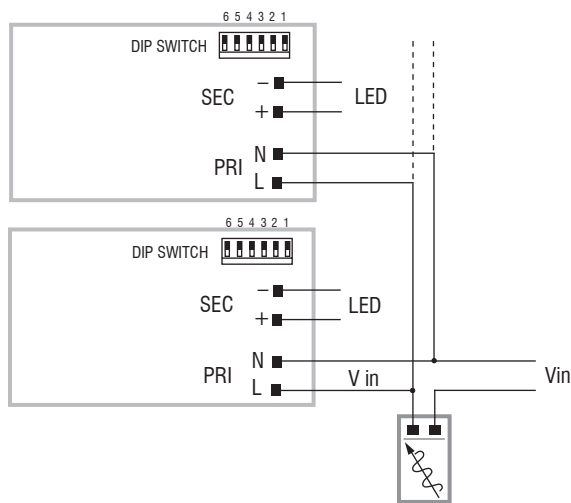 6 5 4 3 2 1
DIP SWITCH
SEC
−
+
LED
PRI
N
L
6 5 4 3 2 1
DIP SWITCH
SEC
−
+
LED
PRI
N
L
V in
Vin